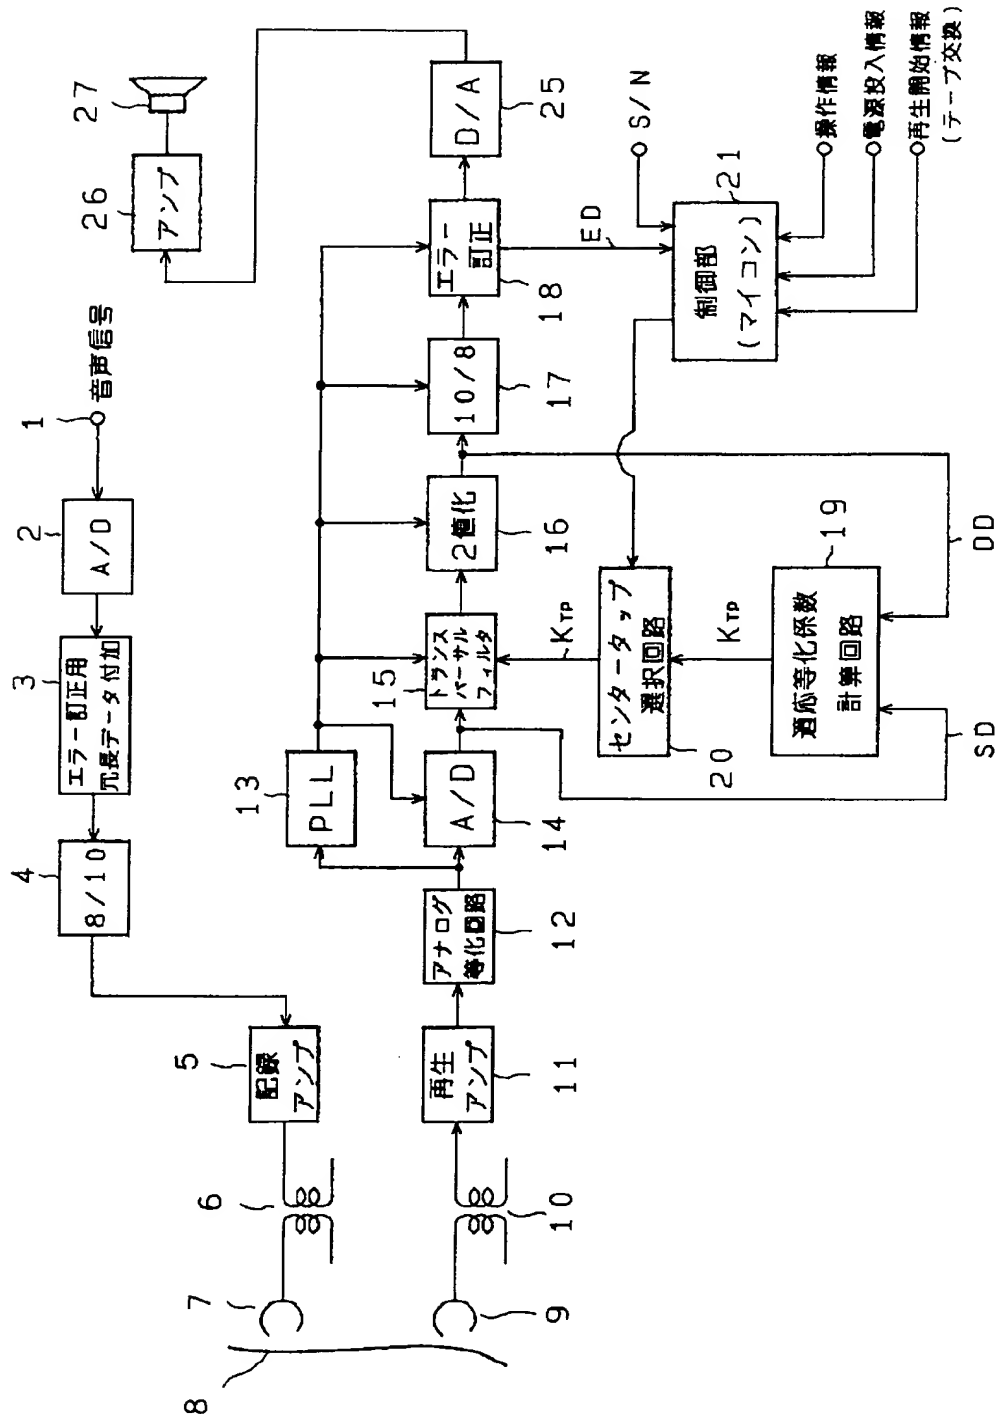 1
音声信号
2
A/D
3
エラー訂正用
冗長データ付加
4
8/10
5
記録
アンプ
6
7
8
9
10
11
再生
アンプ
12
アナログ
等化回路
13
PLL
14
A/D
15
トランス
バーサル
フィルタ
16
2値化
17
10/8
18
エラー
訂正
25
D/A
26
アンプ
27
ED
S/N
21
制御部
(マイコン)
操作情報
電源投入情報
再生開始情報
(テープ交換)
KTP
20
センタータップ
選択回路
KTP
19
適応等化係数
計算回路
SD
DD